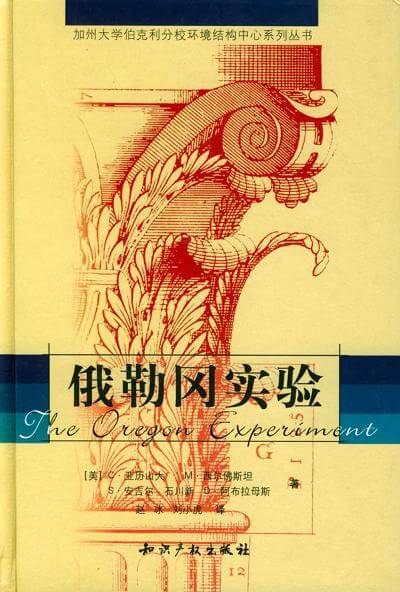 加州大学伯克利分校环境结构中心系列丛书
俄勒冈实验
The Oregon Experiment
G
1 5
[美] C·亚历山大 M·西尔佛斯坦
S·安吉尔 石川新 D·阿布拉母斯 著
赵冰 刘小虎 译
知识产权出版社
12